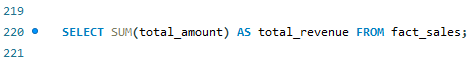 219
220 SELECT SUM(total_amount) AS total_revenue FROM fact_sales;
221